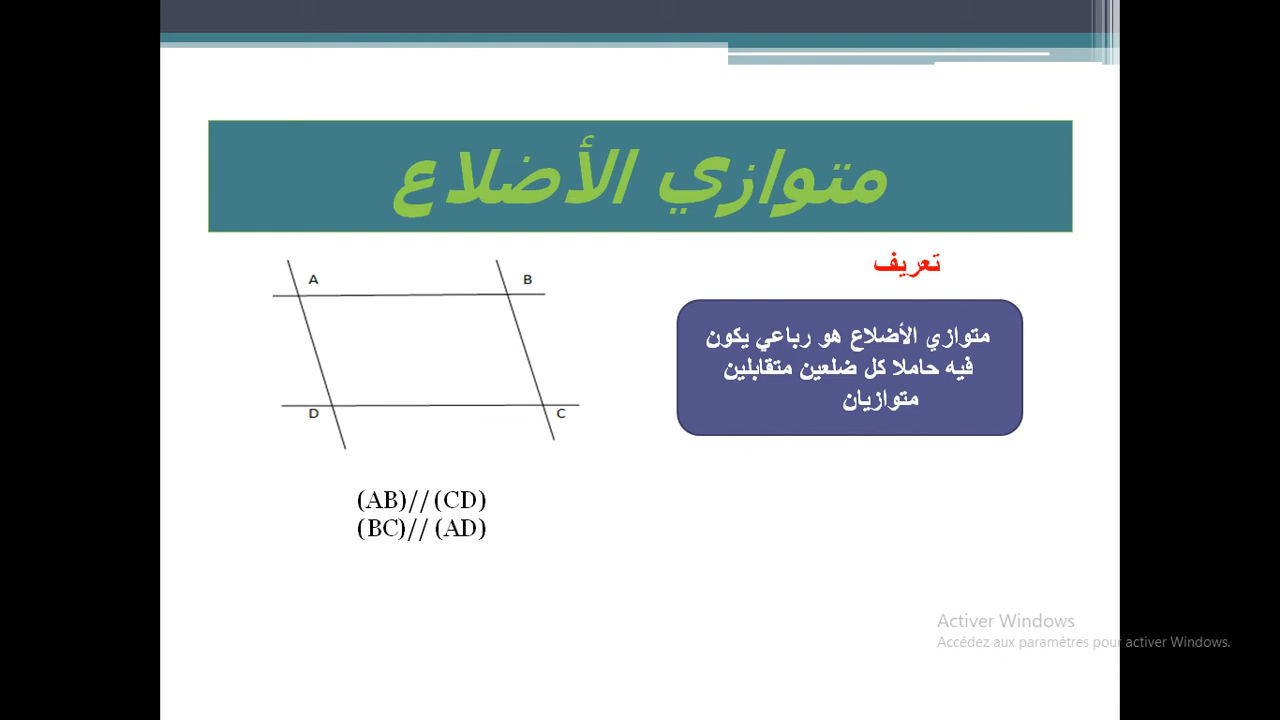 متوازي الأضلاع
تعريف
متوازي الأضلاع هو رباعي يكون
فيه حاملا كل ضلعين متقابلين
متوازيان
A
B
D
C
(AB)// (CD)
(BC)// (AD)
Activer Windows
Accédez aux paramètres pour activer Windows.